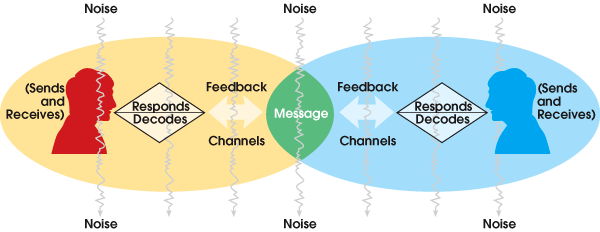 Noise
Noise
Noise
(Sends
and
Receives)
Responds
Decodes
Feedback
Channels
Message
Feedback
Channels
Responds
Decodes
(Sends
and
Receives)
Noise
Noise
Noise